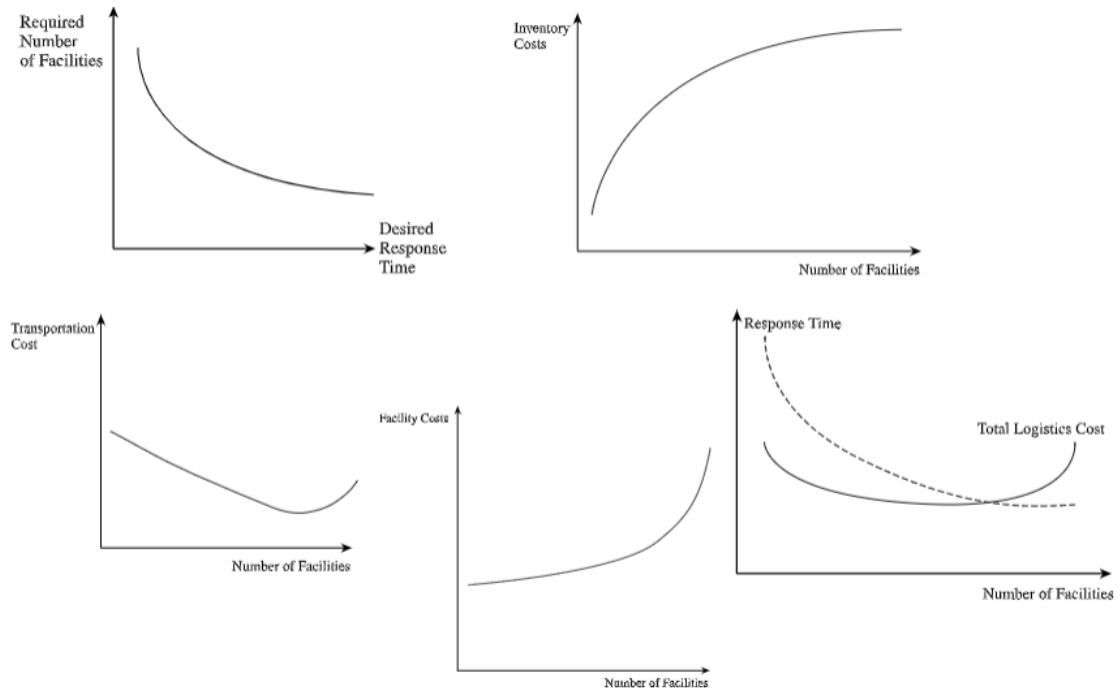 Required
Number
of Facilities
Desired
Response
Time
Inventory
Costs
Number of Facilities
Transportation
Cost
Number of Facilities
Facility Costs
Number of Facilities
Response Time
Total Logistics Cost
Number of Facilities